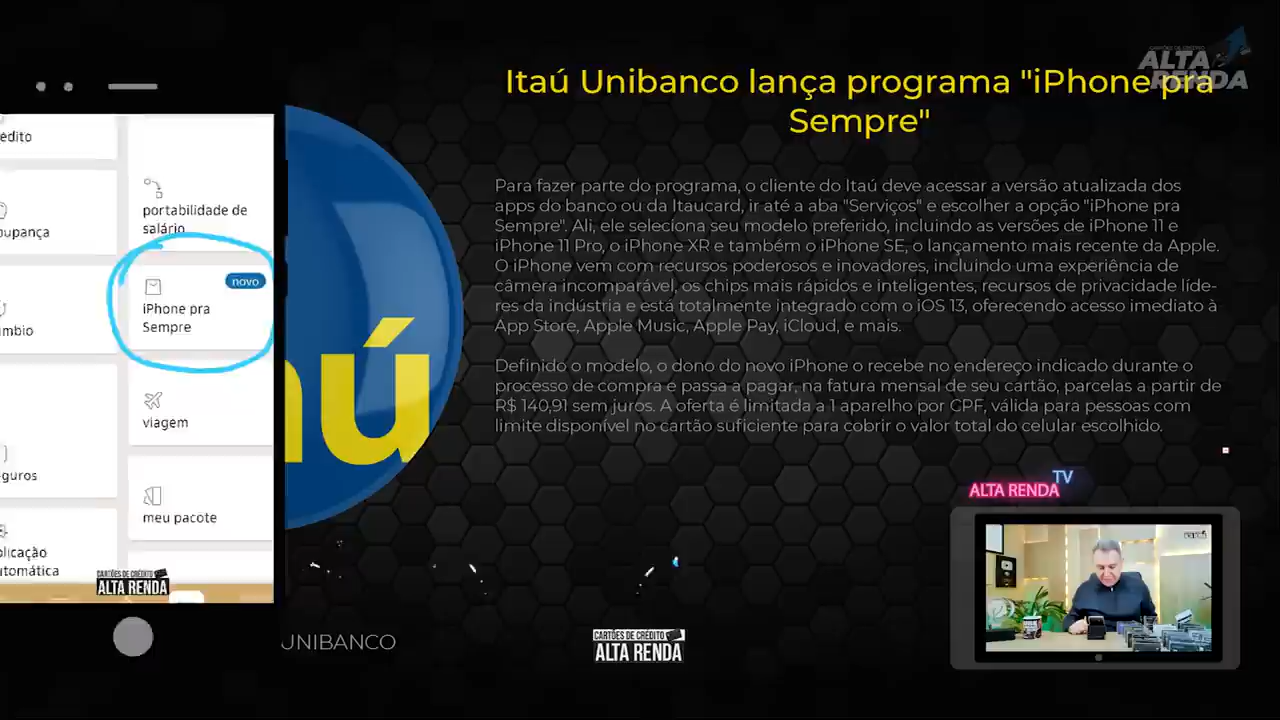 Itaú Unibanco lança programa "iPhone pra
Sempre"
ALTA
RENDA
Para fazer parte do programa, o cliente do Itaú deve acessar a versão atualizada dos
apps do banco ou da Itaucard, ir até a aba "Serviços" e escolher a opção "iPhone pra
Sempre". Ali, ele seleciona seu modelo preferido, incluindo as versões de iPhone 11 e
iPhone 11 Pro, o iPhone XR e também o iPhone SE, o lançamento mais recente da Apple.
O iPhone vem com recursos poderosos e inovadores, incluindo uma experiência de
câmera incomparável, os chips mais rápidos e inteligentes, recursos de privacidade líde-
res da indústria e está totalmente integrado com o iOS 13, oferecendo acesso imediato à
App Store, Apple Music, Apple Pay, iCloud, e mais.
Definido o modelo, o dono do novo iPhone o recebe no endereço indicado durante o
processo de compra e passa a pagar, na fatura mensal de seu cartão, parcelas a partir de
R$ 140,91 sem juros. A oferta é limitada a 1 aparelho por CPF, válida para pessoas com
limite disponível no cartão suficiente para cobrir o valor total do celular escolhido.
édito
portabilidade de
salário
oupança
novo
iPhone pra
Sempre
mbio
viagem
guros
meu pacote
plicação
utomática
CARTÕES DE CRÉDITO
ALTA RENDA
aú
UNIBANCO
CARTÕES DE CRÉDITO
ALTA RENDA
TV
ALTA RENDA